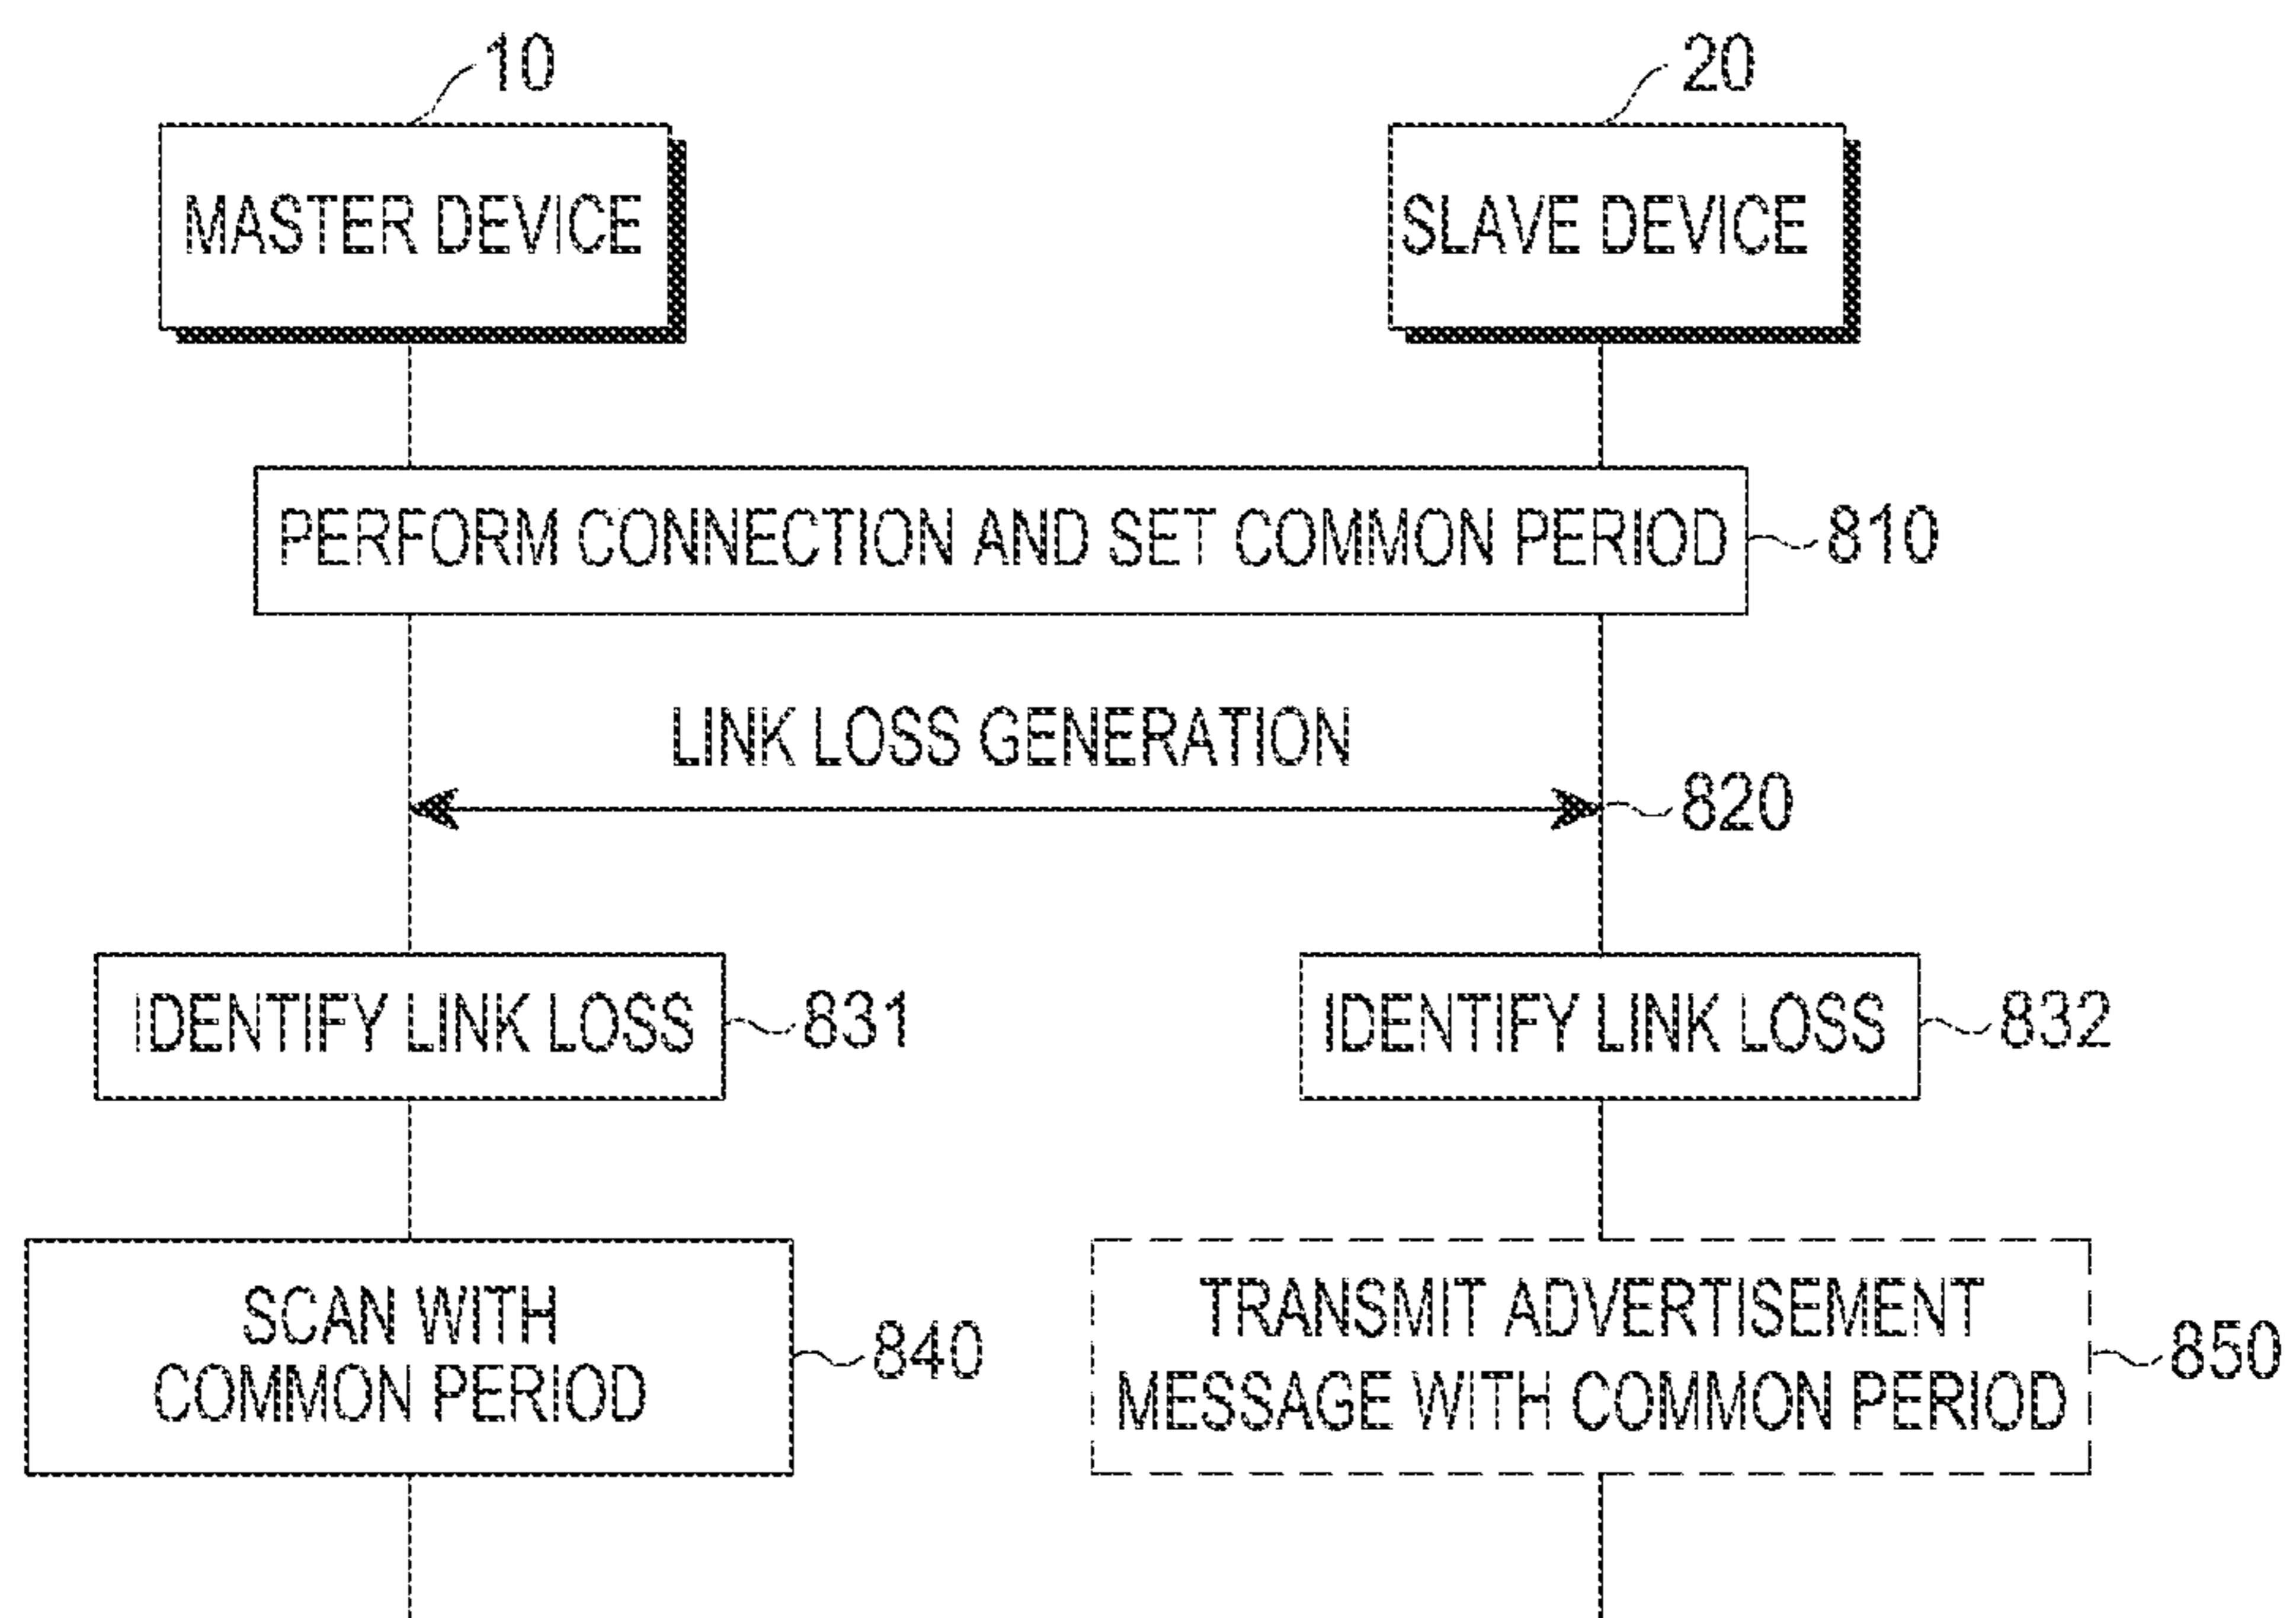 10
20
MASTER DEVICE
SLAVE DEVICE
PERFORM CONNECTION AND SET COMMON PERIOD
810
LINK LOSS GENERATION
820
IDENTIFY LINK LOSS
831
IDENTIFY LINK LOSS
832
SCAN WITH
COMMON PERIOD
840
TRANSMIT ADVERTISEMENT
MESSAGE WITH COMMON PERIOD
850